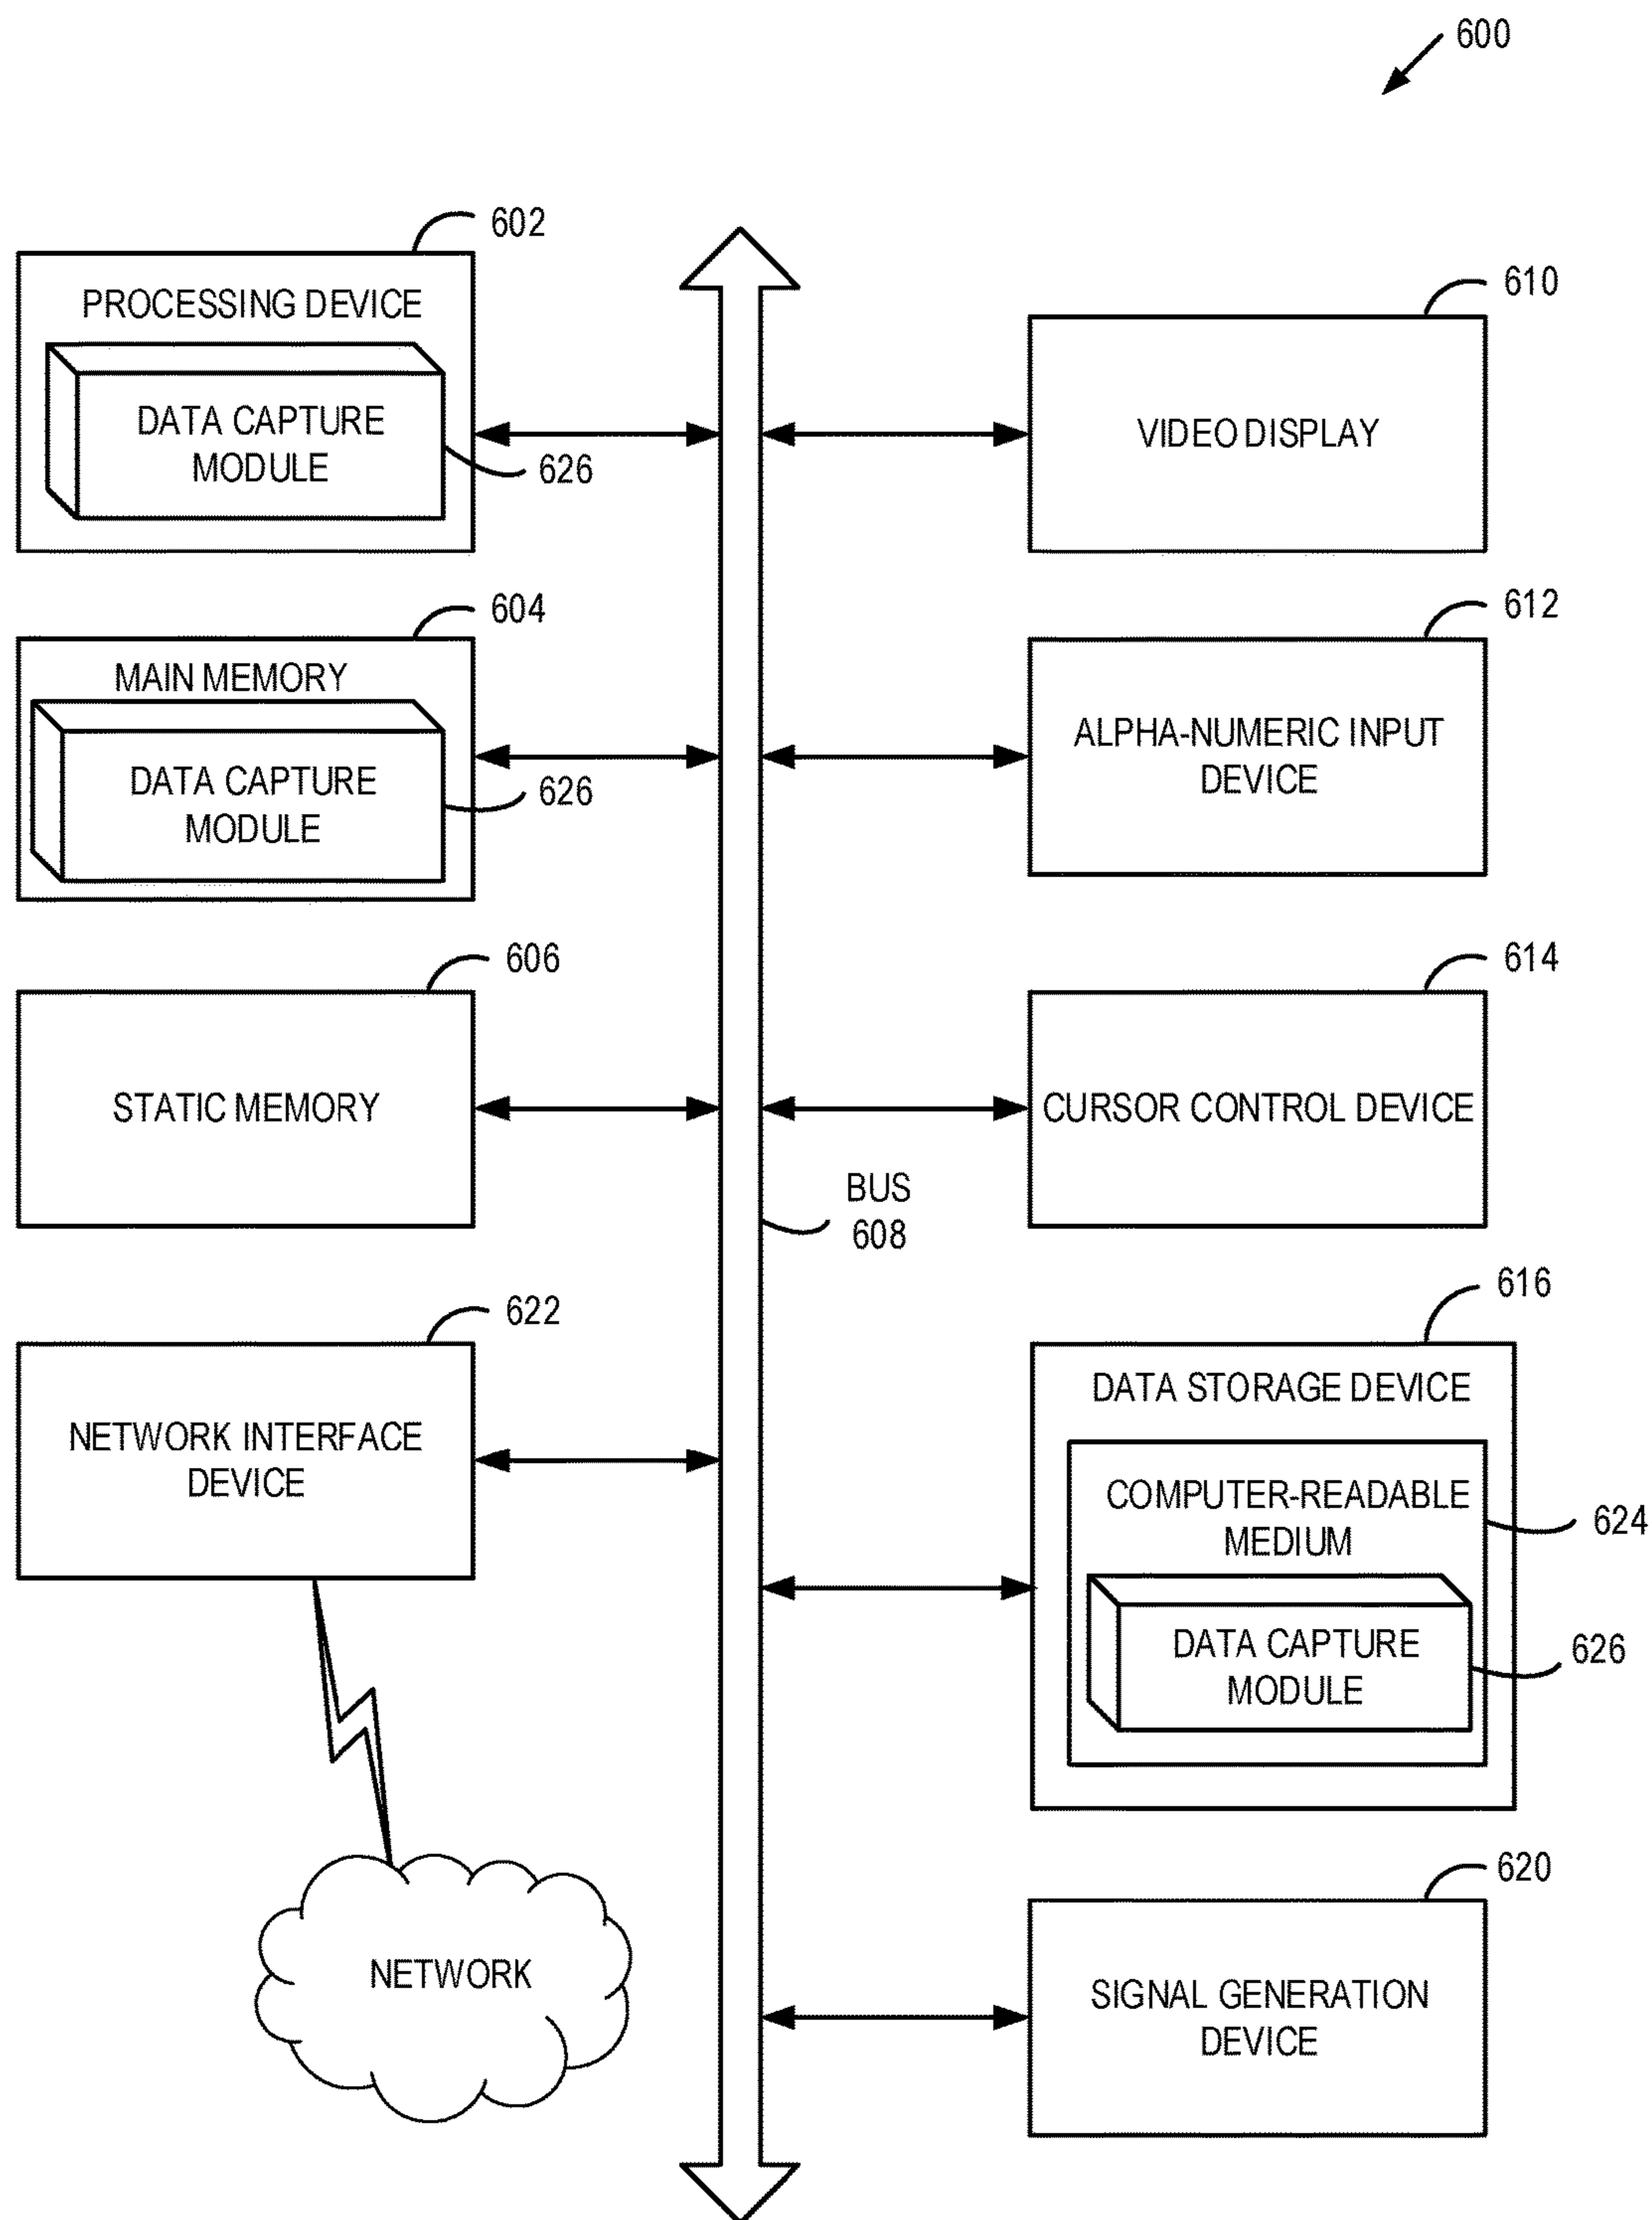 600
602
PROCESSING DEVICE
DATA CAPTURE
MODULE
626
604
MAIN MEMORY
DATA CAPTURE
MODULE
626
606
STATIC MEMORY
622
NETWORK INTERFACE
DEVICE
NETWORK
BUS
608
610
VIDEO DISPLAY
612
ALPHA-NUMERIC INPUT
DEVICE
614
CURSOR CONTROL DEVICE
616
DATA STORAGE DEVICE
COMPUTER-READABLE
MEDIUM
624
DATA CAPTURE
MODULE
626
620
SIGNAL GENERATION
DEVICE